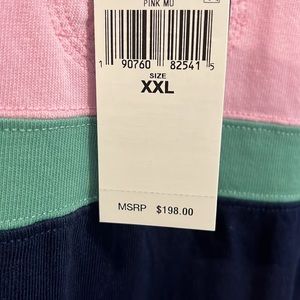 PINK MU
1 90760 82541 5
SIZE
XXL
MSRP $198.00